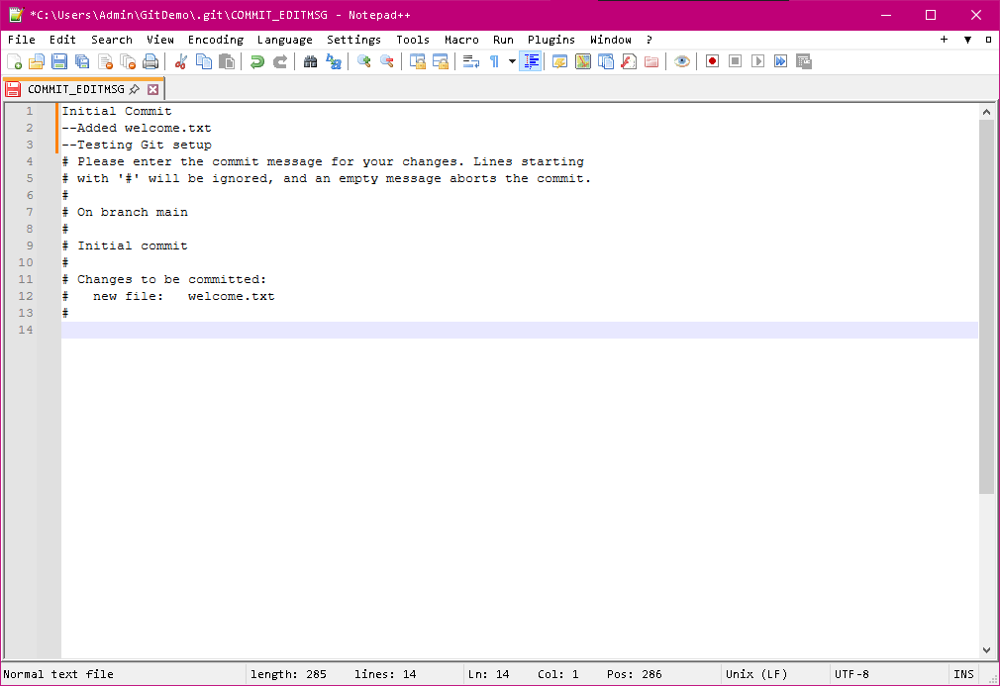 *C:\Users\Admin\GitDemo\.git\COMMIT_EDITMSG - Notepad++
File Edit Search View Encoding Language Settings Tools Macro Run Plugins Window ?
COMMIT_EDITMSG
1 Initial Commit
2 --Added welcome.txt
3 --Testing Git setup
4 # Please enter the commit message for your changes. Lines starting
5 # with '#' will be ignored, and an empty message aborts the commit.
6 #
7 # On branch main
8 #
9 # Initial commit
10 #
11 # Changes to be committed:
12 #   new file:   welcome.txt
13 #
14
Normal text file length: 285 lines: 14 Ln: 14 Col: 1 Pos: 286 Unix (LF) UTF-8 INS